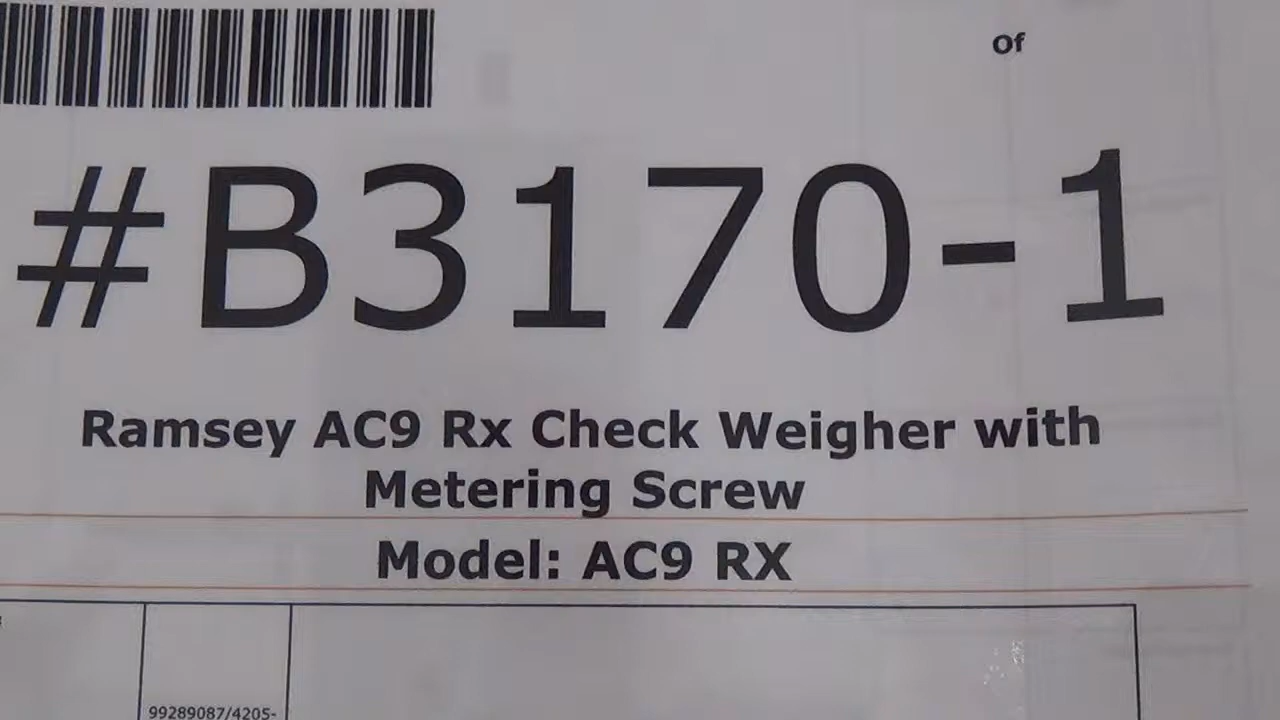 Of
#B3170-1
Ramsey AC9 Rx Check Weigher with
Metering Screw
Model: AC9 RX
99289087/4205-